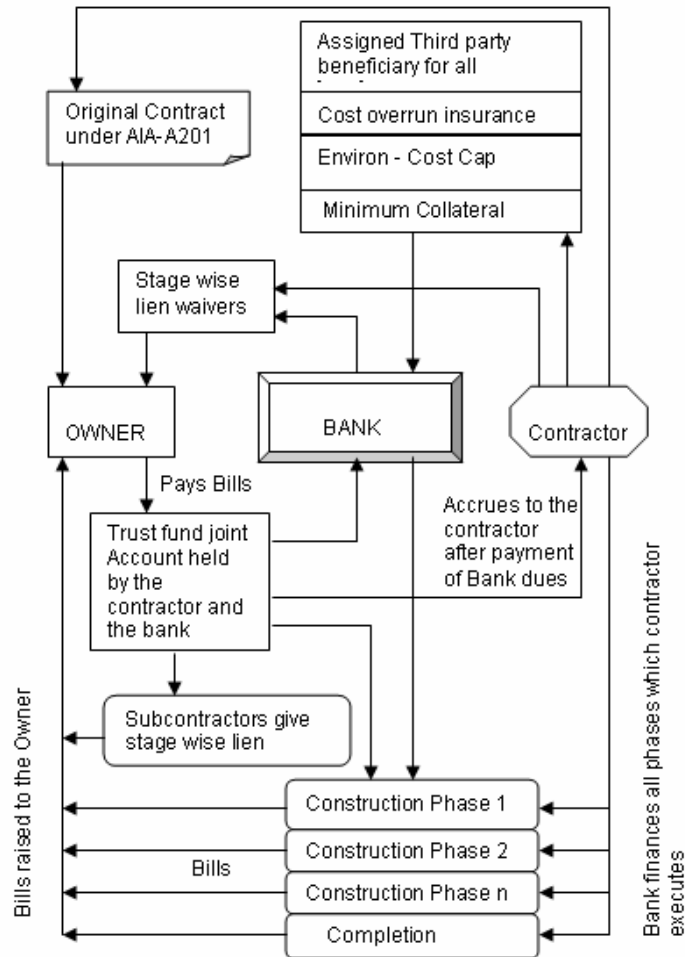 Assigned Third party
beneficiary for all
Cost overrun insurance
Environ - Cost Cap
Minimum Collateral
Original Contract
under AIA-A201
Stage wise
lien waivers
OWNER
BANK
Contractor
Pays Bills
Trust fund joint
Account held
by the
contractor and
the bank
Accrues to the
contractor
after payment
of Bank dues
Subcontractors give
stage wise lien
Construction Phase 1
Construction Phase 2
Bills
Construction Phase n
Completion
Bills raised to the Owner
Bank finances all phases which contractor
executes